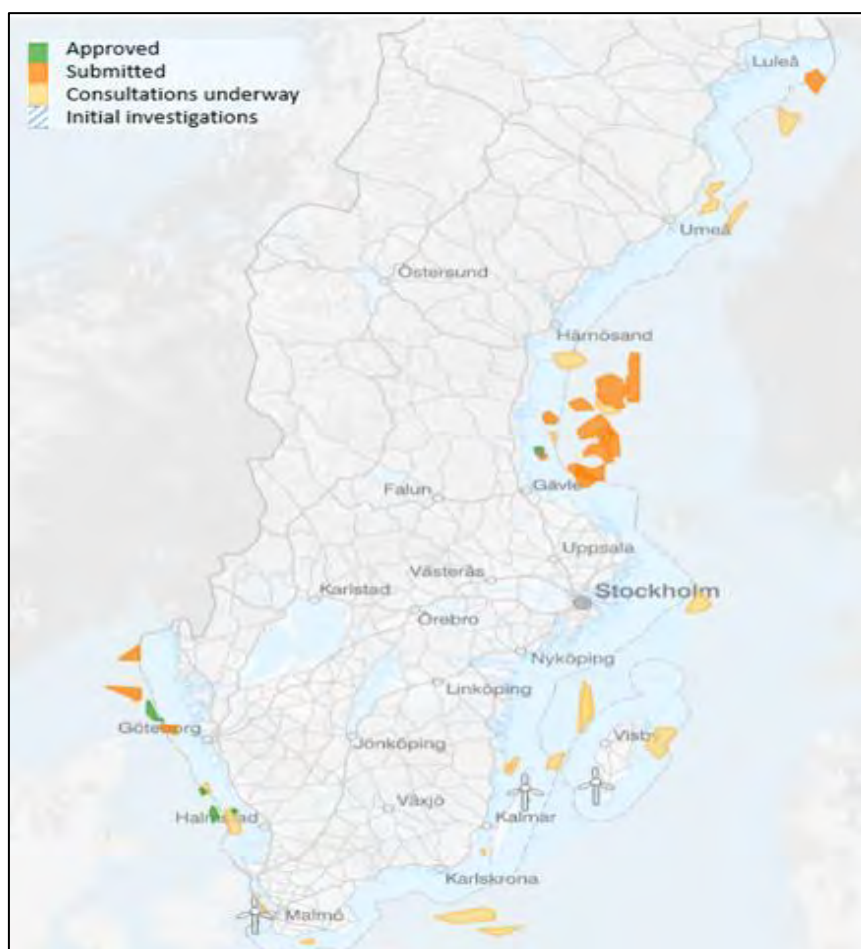 Approved
Submitted
Consultations underway
Initial investigations
Luleå
Umeå
Östersund
Härnösand
Falun
Gävle
Uppsala
Västerås
Karlstad
Stockholm
Örebro
Nyköping
Linköping
Göteborg
Jönköping
Visb
Växjö
Halmstad
Kalmar
Karlskrona
Malmö